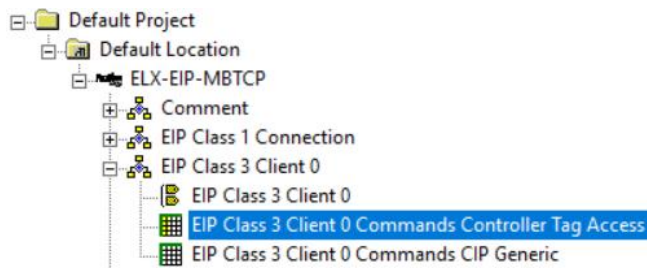 Default Project
Default Location
ELX-EIP-MBTCP
Comment
EIP Class 1 Connection
EIP Class 3 Client 0
EIP Class 3 Client 0
EIP Class 3 Client 0 Commands Controller Tag Access
EIP Class 3 Client 0 Commands CIP Generic